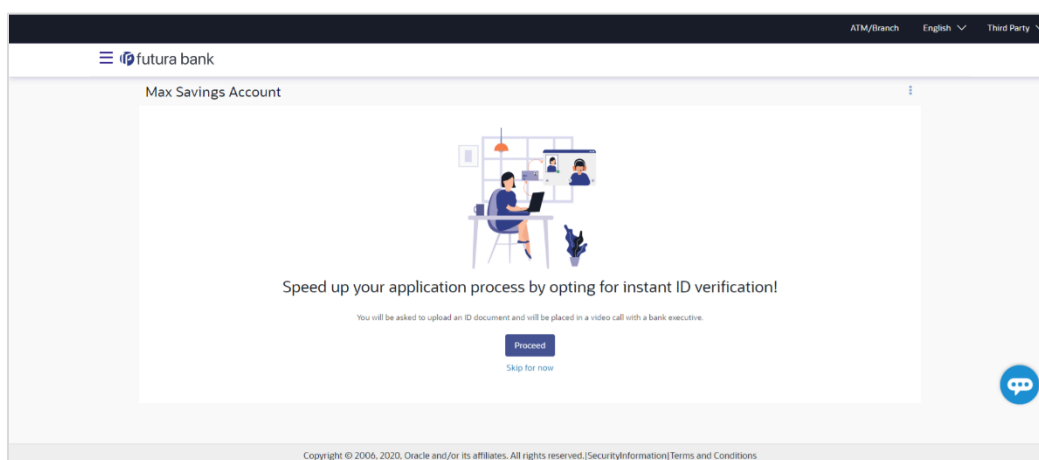 ATM/Branch English Third Party
futura bank
Max Savings Account
Speed up your application process by opting for instant ID verification!
You will be asked to upload an ID document and will be placed in a video call with a bank executive.
Proceed
Skip for now
Copyright © 2006, 2020, Oracle and/or its affiliates. All rights reserved.|SecurityInformation|Terms and Conditions